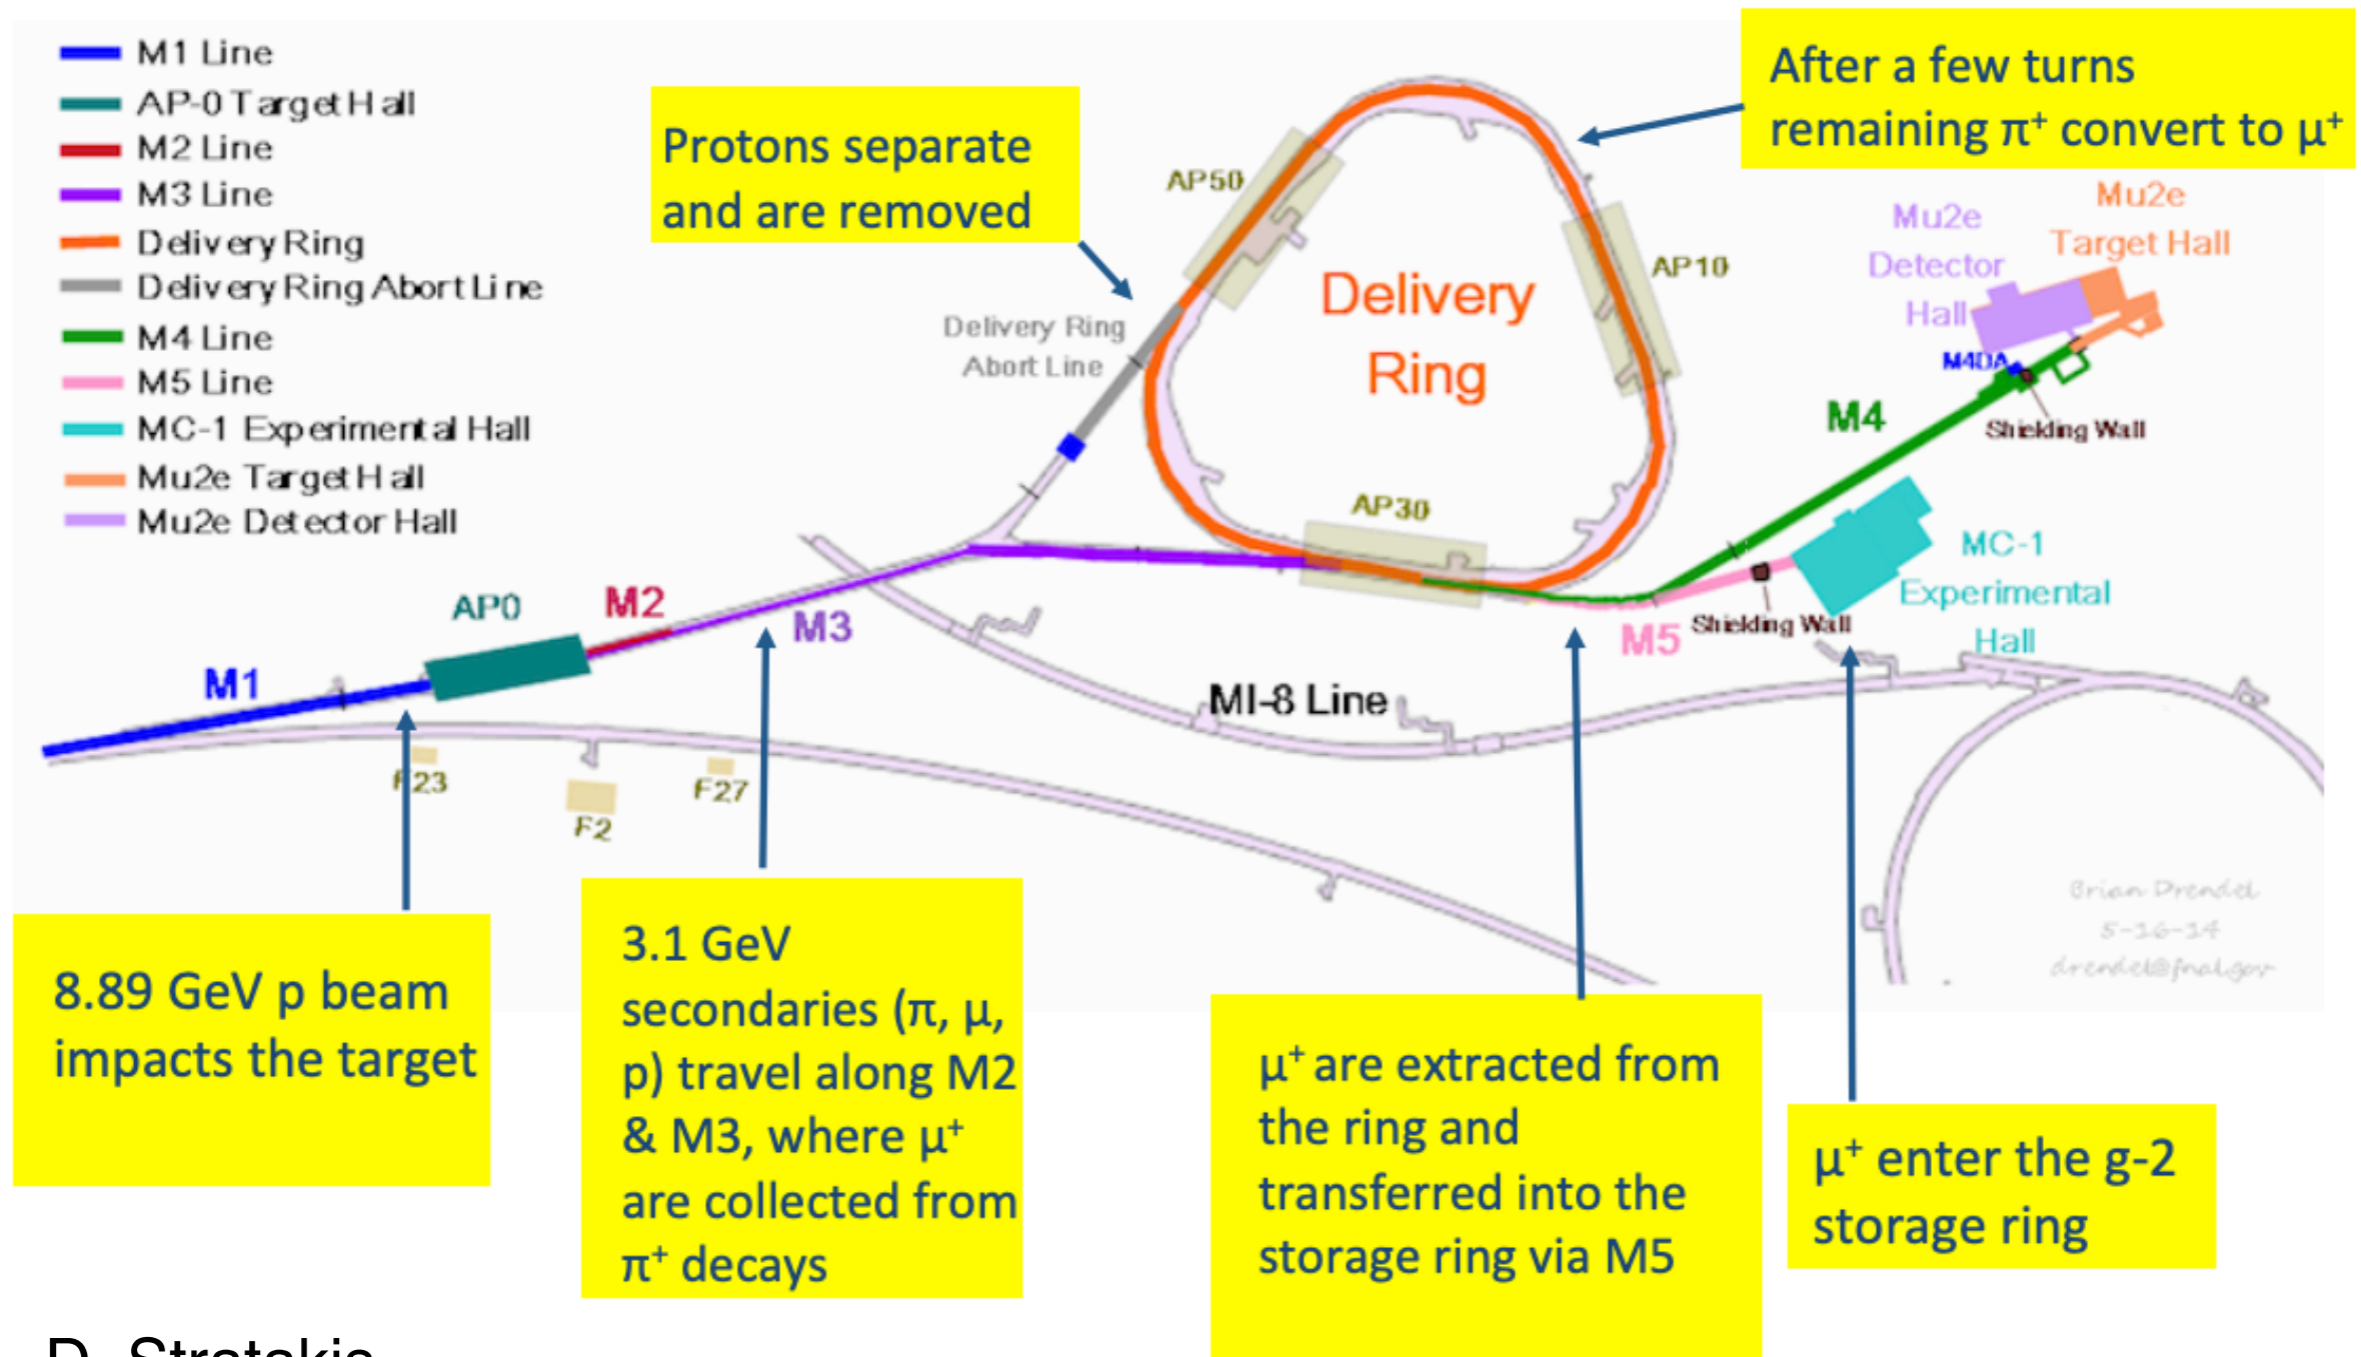 M1 Line
AP-0 Target Hall
M2 Line
M3 Line
Delivery Ring
Delivery Ring Abort Line
M4 Line
M5 Line
MC-1 Experimental Hall
Mu2e Target Hall
Mu2e Detector Hall
Protons separate
and are removed
After a few turns
remaining π⁺ convert to μ⁺
AP50
AP10
AP30
Delivery
Ring
Delivery Ring
Abort Line
Mu2e
Detector
Hall
Mu2e
Target Hall
M4DA
Shielding Wall
M4
MC-1
Experimental
Hall
Shielding Wall
M5
AP0
M2
M3
M1
MI-8 Line
F23
F2
F27
Brian Drendel
5-16-14
drendel@fnal.gov
8.89 GeV p beam
impacts the target
3.1 GeV
secondaries (π, μ,
p) travel along M2
& M3, where μ⁺
are collected from
π⁺ decays
μ⁺ are extracted from
the ring and
transferred into the
storage ring via M5
μ⁺ enter the g-2
storage ring
D. Stratakis